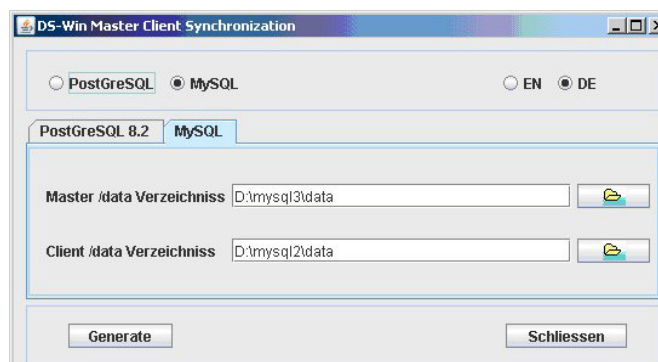 DS-Win Master Client Synchronization
PostGreSQL MySQL EN DE
PostGreSQL 8.2 MySQL
Master /data Verzeichniss D:\mysql3\data
Client /data Verzeichniss D:\mysql2\data
Generate Schliessen